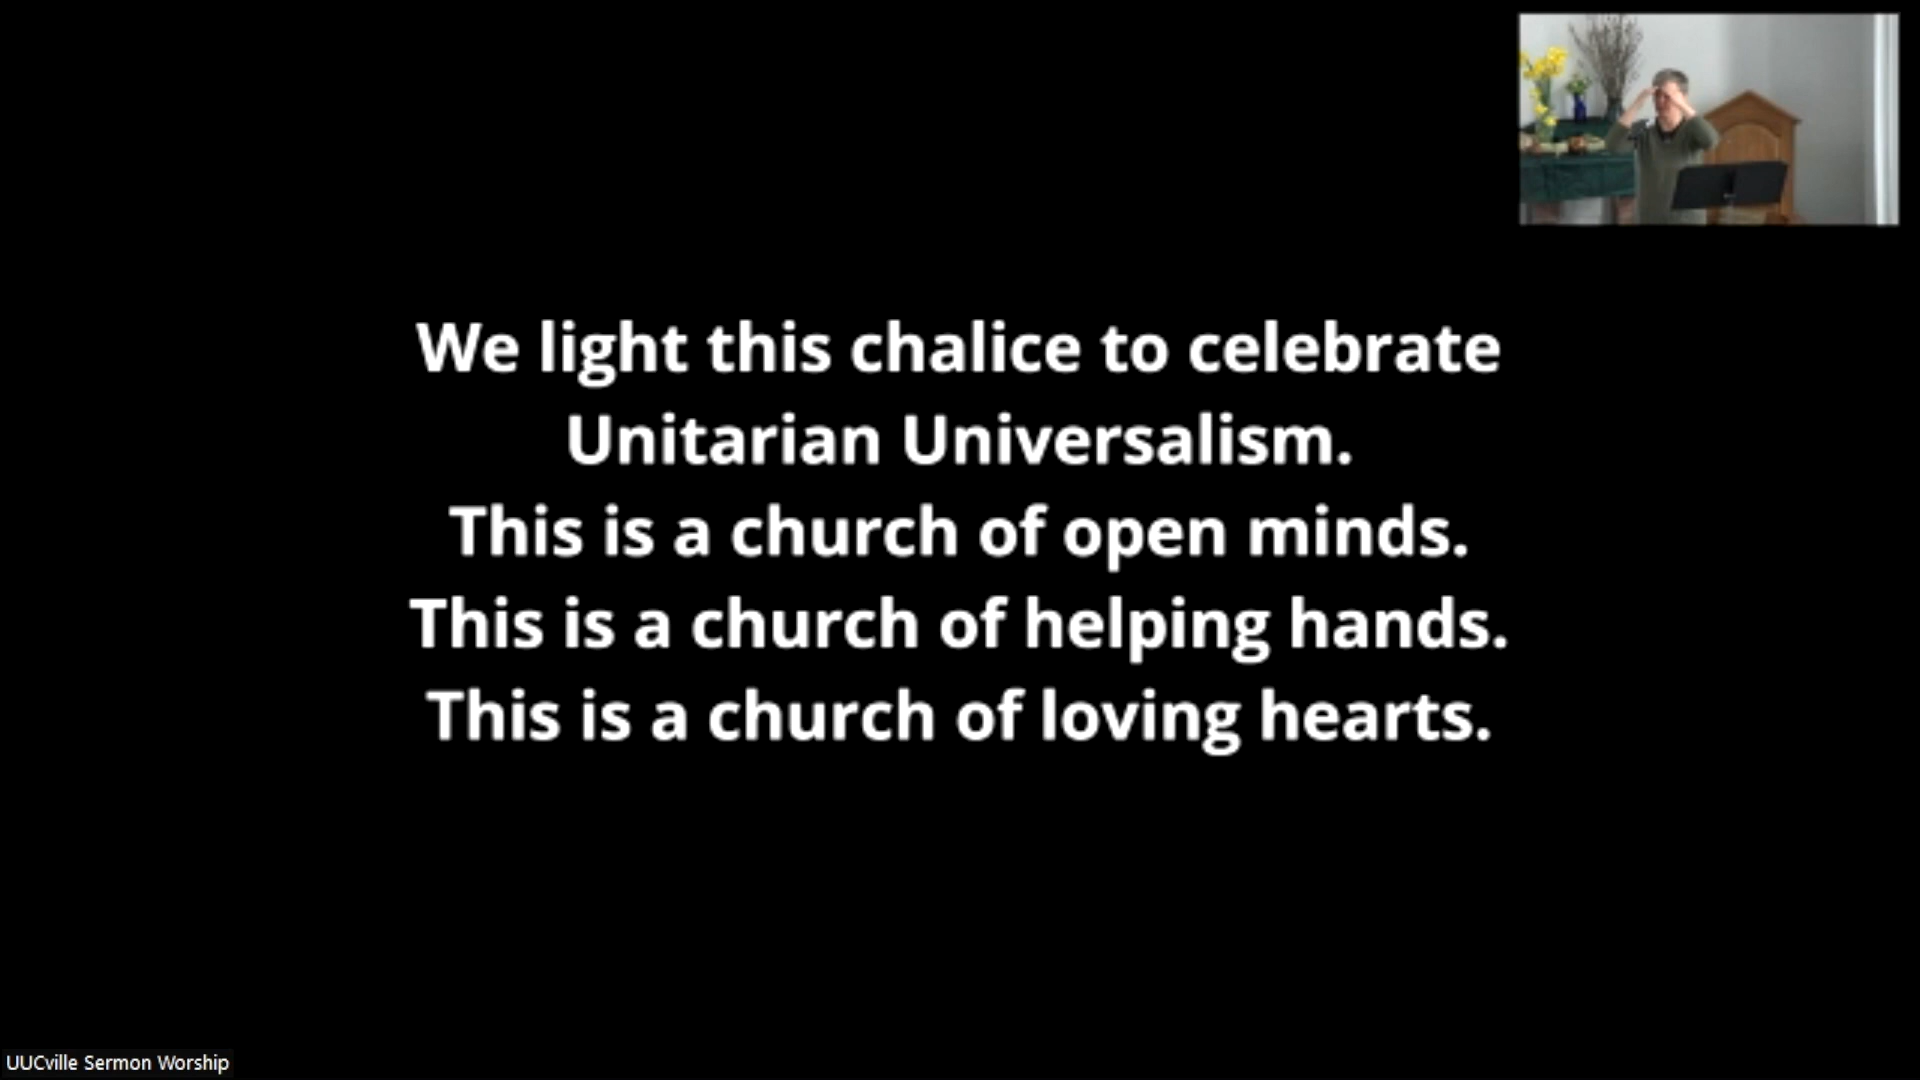 We light this chalice to celebrate
Unitarian Universalism.
This is a church of open minds.
This is a church of helping hands.
This is a church of loving hearts.
UUCville Sermon Worship